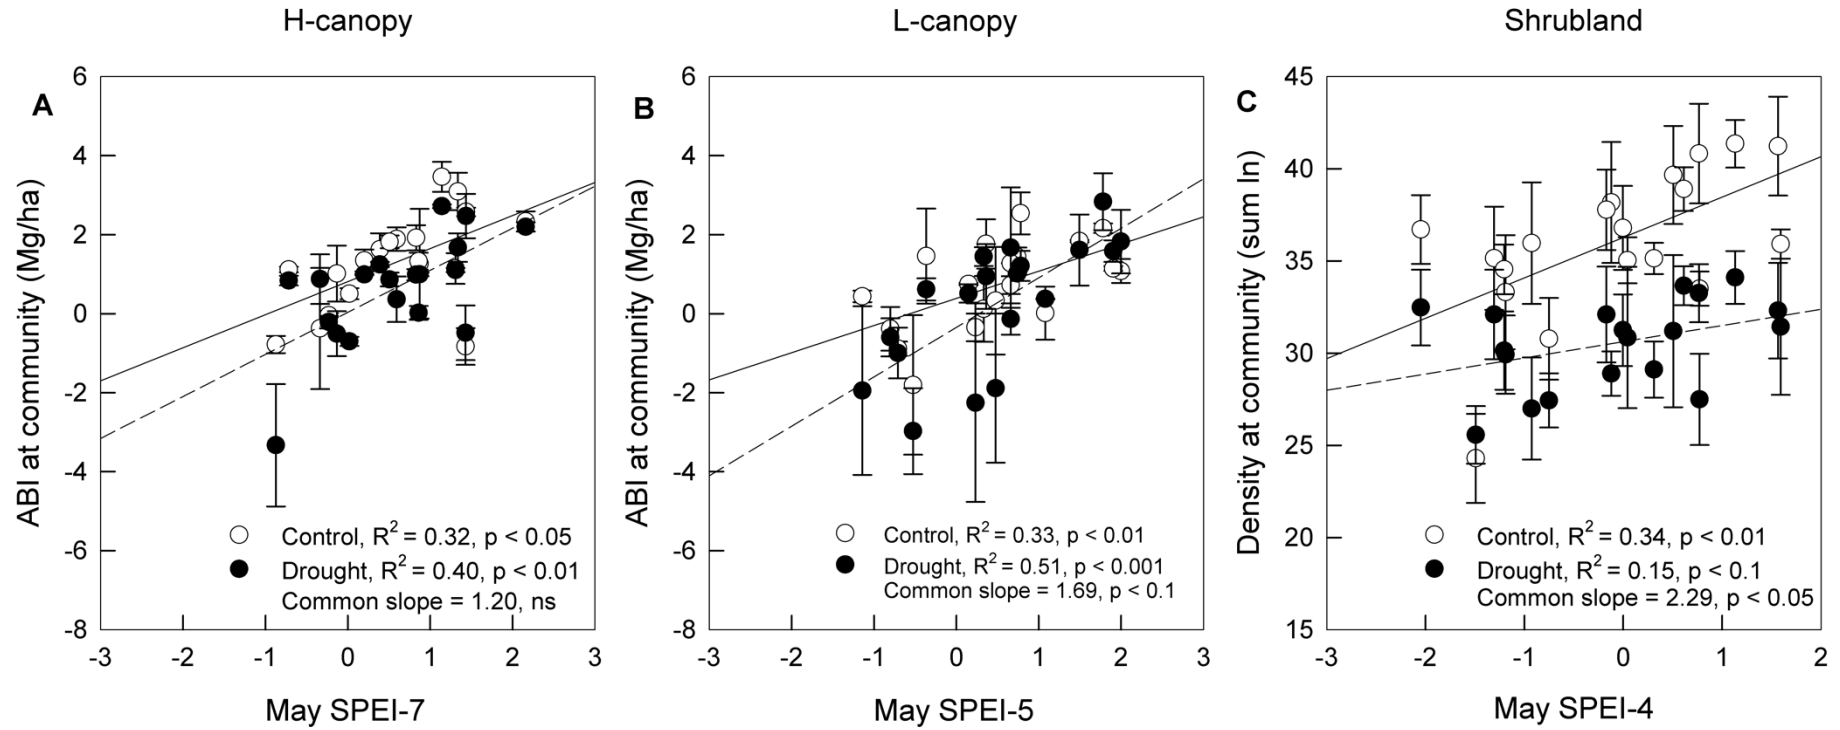 H-canopy
A
ABI at community (Mg/ha)
6
4
2
0
-2
-4
-6
-8
Control, R² = 0.32, p < 0.05
Drought, R² = 0.40, p < 0.01
Common slope = 1.20, ns
-3
-2
-1
0
1
2
3
May SPEI-7
L-canopy
B
ABI at community (Mg/ha)
6
4
2
0
-2
-4
-6
-8
Control, R² = 0.33, p < 0.01
Drought, R² = 0.51, p < 0.001
Common slope = 1.69, p < 0.1
-3
-2
-1
0
1
2
3
May SPEI-5
Shrubland
C
Density at community (sum In)
45
40
35
30
25
20
15
Control, R² = 0.34, p < 0.01
Drought, R² = 0.15, p < 0.1
Common slope = 2.29, p < 0.05
-3
-2
-1
0
1
2
May SPEI-4